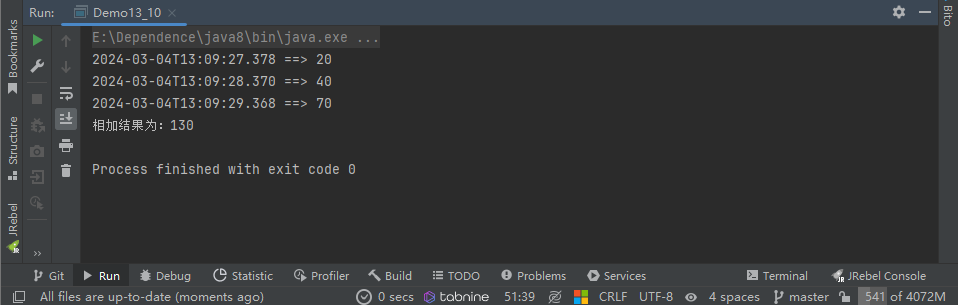 Run:
Demo13_10
Bito
Bookmarks
Structure
JRebel
E:\Dependence\java8\bin\java.exe ...
2024-03-04T13:09:27.378 ==> 20
2024-03-04T13:09:28.370 ==> 40
2024-03-04T13:09:29.368 ==> 70
相加结果为：130
Process finished with exit code 0
Git Run Debug Statistic Profiler Build TODO Problems Services Terminal JRebel Console
All files are up-to-date (moments ago) 0 secs tabnine 51:39 CRLF UTF-8 4 spaces master 541 of 4072M